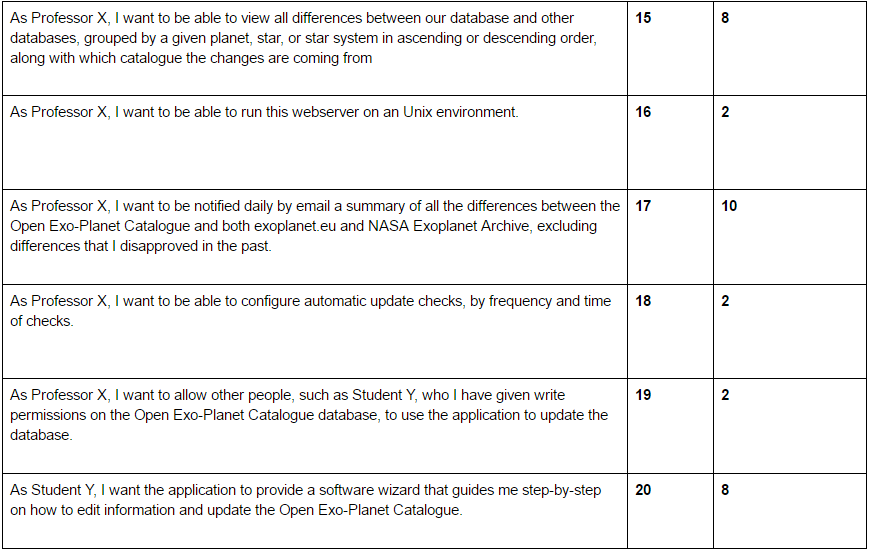 As Professor X, I want to be able to view all differences between our database and other 15 8
databases, grouped by a given planet, star, or star system in ascending or descending order,
along with which catalogue the changes are coming from
As Professor X, I want to be able to run this webserver on an Unix environment. 16 2
As Professor X, I want to be notified daily by email a summary of all the differences between the 17 10
Open Exo-Planet Catalogue and both exoplanet.eu and NASA Exoplanet Archive, excluding
differences that I disapproved in the past.
As Professor X, I want to be able to configure automatic update checks, by frequency and time 18 2
of checks.
As Professor X, I want to allow other people, such as Student Y, who I have given write 19 2
permissions on the Open Exo-Planet Catalogue database, to use the application to update the
database.
As Student Y, I want the application to provide a software wizard that guides me step-by-step 20 8
on how to edit information and update the Open Exo-Planet Catalogue.